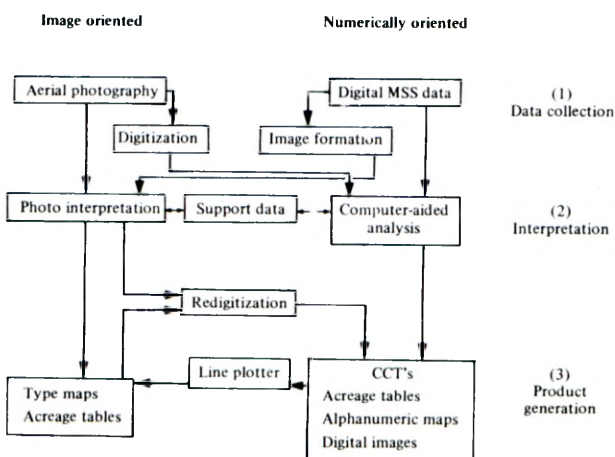 Image oriented
Numerically oriented
Aerial photography
Digital MSS data
(1)
Data collection
Digitization
Image formation
Photo interpretation
Support data
Computer-aided
analysis
(2)
Interpretation
Redigitization
Line plotter
Type maps
Acreage tables
CCT's
Acreage tables
Alphanumeric maps
Digital images
(3)
Product
generation